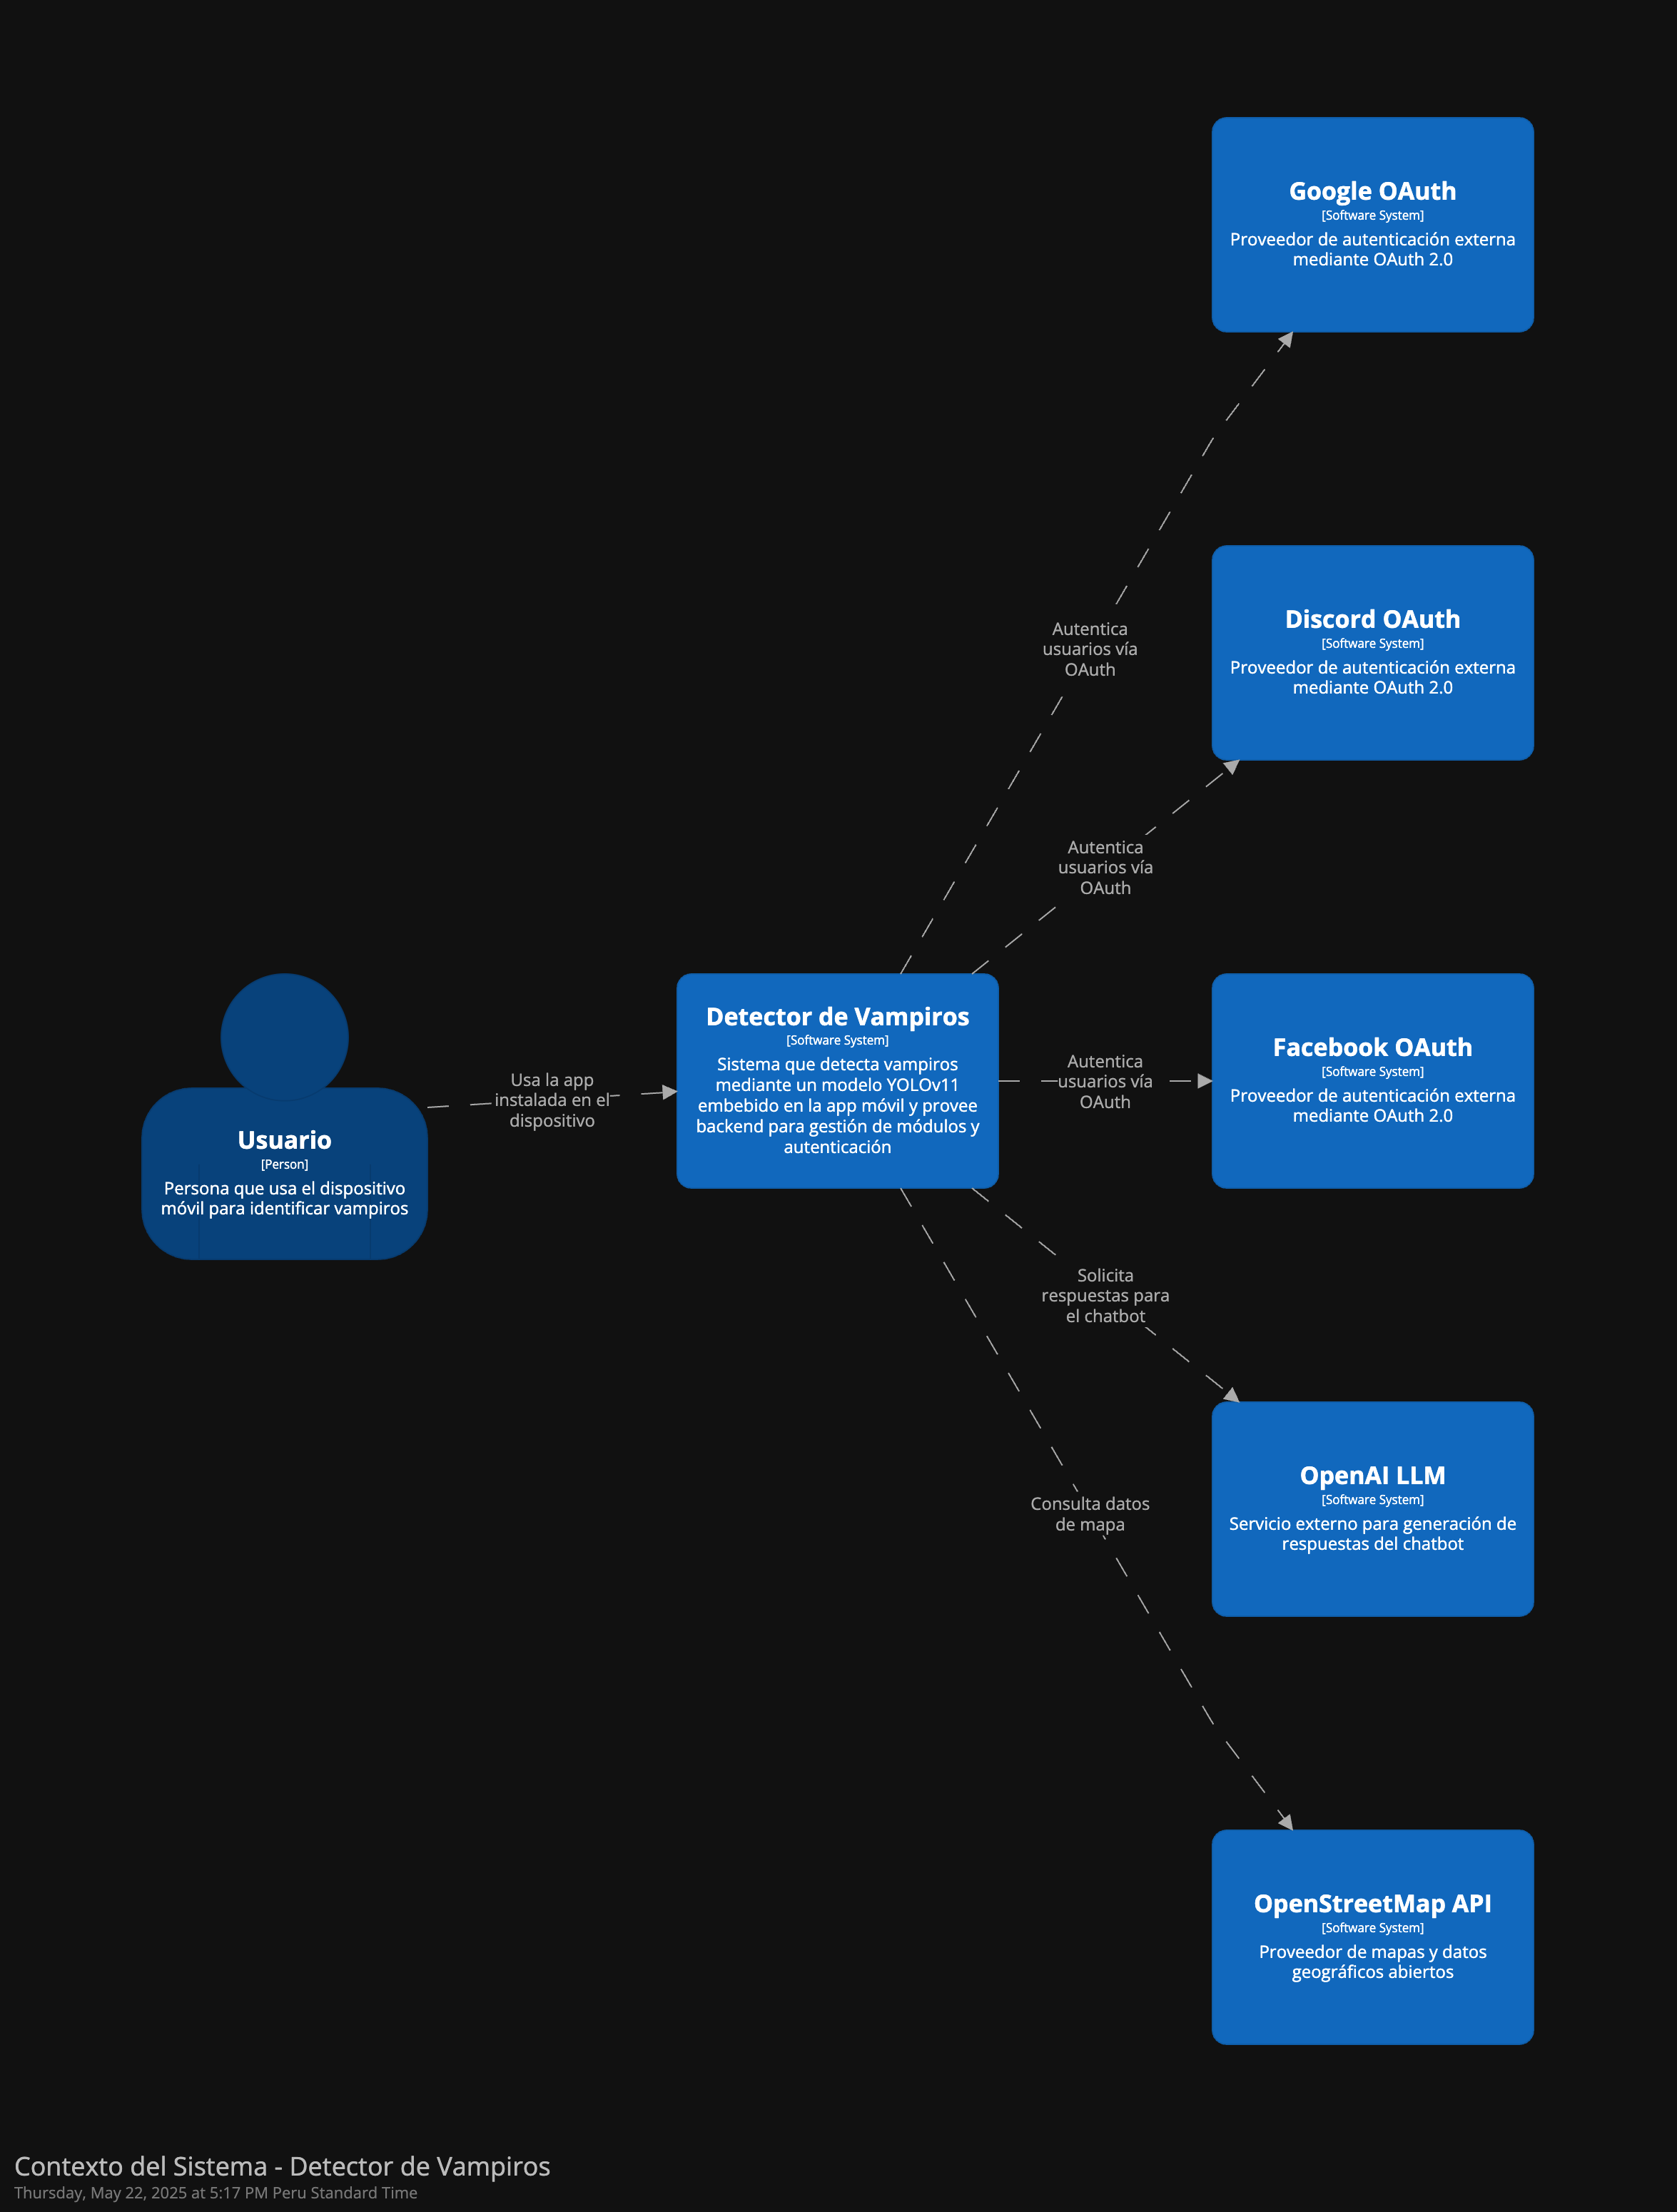 Google OAuth
[Software System]
Proveedor de autenticación externa
mediante OAuth 2.0
Autentica
usuarios vía
OAuth
Discord OAuth
[Software System]
Proveedor de autenticación externa
mediante OAuth 2.0
Autentica
usuarios vía
OAuth
Usuario
[Person]
Persona que usa el dispositivo
móvil para identificar vampiros
Usa la app
instalada en el
dispositivo
Detector de Vampiros
[Software System]
Sistema que detecta vampiros
mediante un modelo YOLOv11
embebido en la app móvil y provee
backend para gestión de módulos y
autenticación
Autentica
usuarios vía
OAuth
Facebook OAuth
[Software System]
Proveedor de autenticación externa
mediante OAuth 2.0
Solicita
respuestas para
el chatbot
OpenAI LLM
[Software System]
Servicio externo para generación de
respuestas del chatbot
Consulta datos
de mapa
OpenStreetMap API
[Software System]
Proveedor de mapas y datos
geográficos abiertos
Contexto del Sistema - Detector de Vampiros
Thursday, May 22, 2025 at 5:17 PM Peru Standard Time